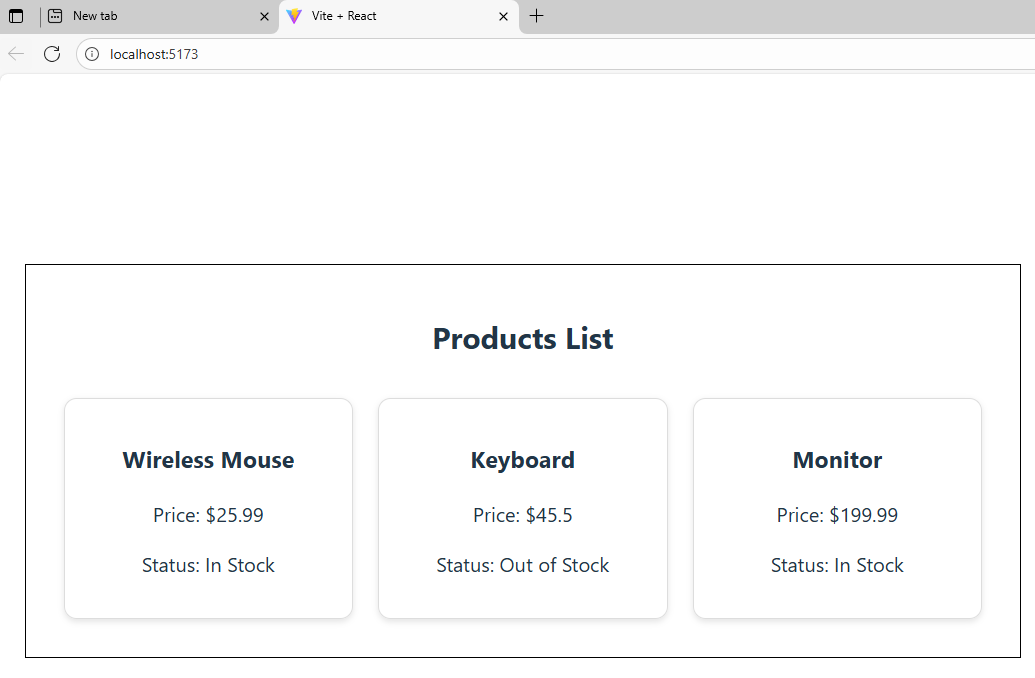 New tab
Vite + React
localhost:5173
Products List
Wireless Mouse
Price: $25.99
Status: In Stock
Keyboard
Price: $45.5
Status: Out of Stock
Monitor
Price: $199.99
Status: In Stock